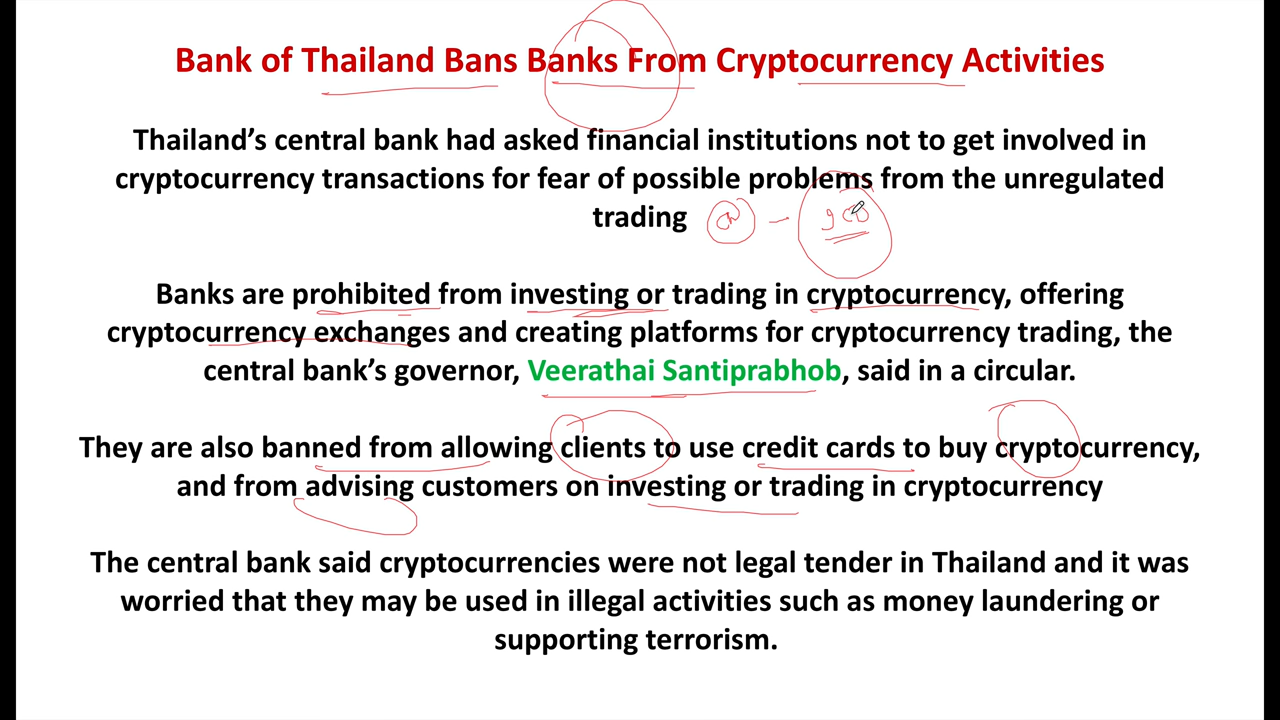 Bank of Thailand Bans Banks From Cryptocurrency Activities
Thailand’s central bank had asked financial institutions not to get involved in
cryptocurrency transactions for fear of possible problems from the unregulated
trading
Banks are prohibited from investing or trading in cryptocurrency, offering
cryptocurrency exchanges and creating platforms for cryptocurrency trading, the
central bank’s governor, Veerathai Santiprabhob, said in a circular.
They are also banned from allowing clients to use credit cards to buy cryptocurrency,
and from advising customers on investing or trading in cryptocurrency
The central bank said cryptocurrencies were not legal tender in Thailand and it was
worried that they may be used in illegal activities such as money laundering or
supporting terrorism.